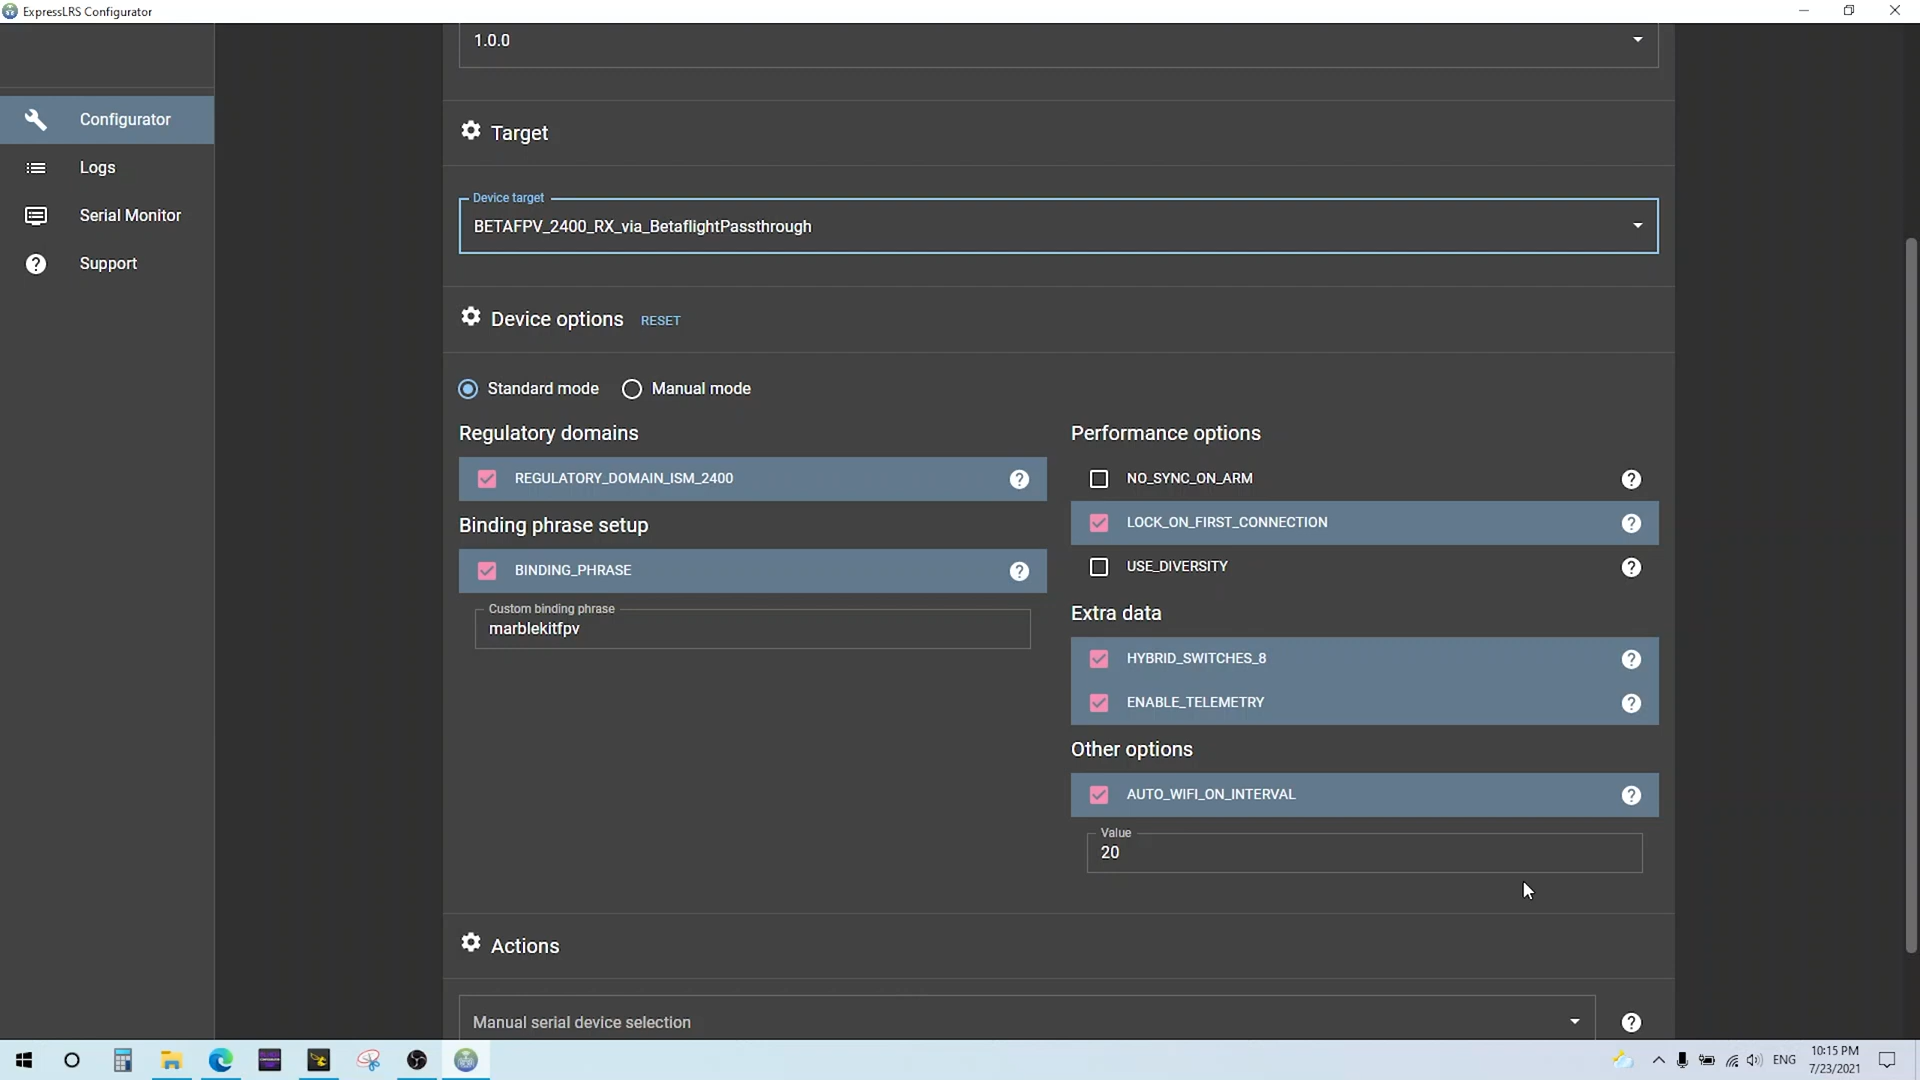 ExpressLRS Configurator
1.0.0
Configurator
Logs
Serial Monitor
Support
Target
Device target
BETAFPV_2400_RX_via_BetaflightPassthrough
Device options RESET
Standard mode Manual mode
Regulatory domains
REGULATORY_DOMAIN_ISM_2400
Binding phrase setup
BINDING_PHRASE
Custom binding phrase
marblekitfpv
Performance options
NO_SYNC_ON_ARM
LOCK_ON_FIRST_CONNECTION
USE_DIVERSITY
Extra data
HYBRID_SWITCHES_8
ENABLE_TELEMETRY
Other options
AUTO_WIFI_ON_INTERVAL
Value
20
Actions
Manual serial device selection
ENG
10:15 PM
7/23/2021